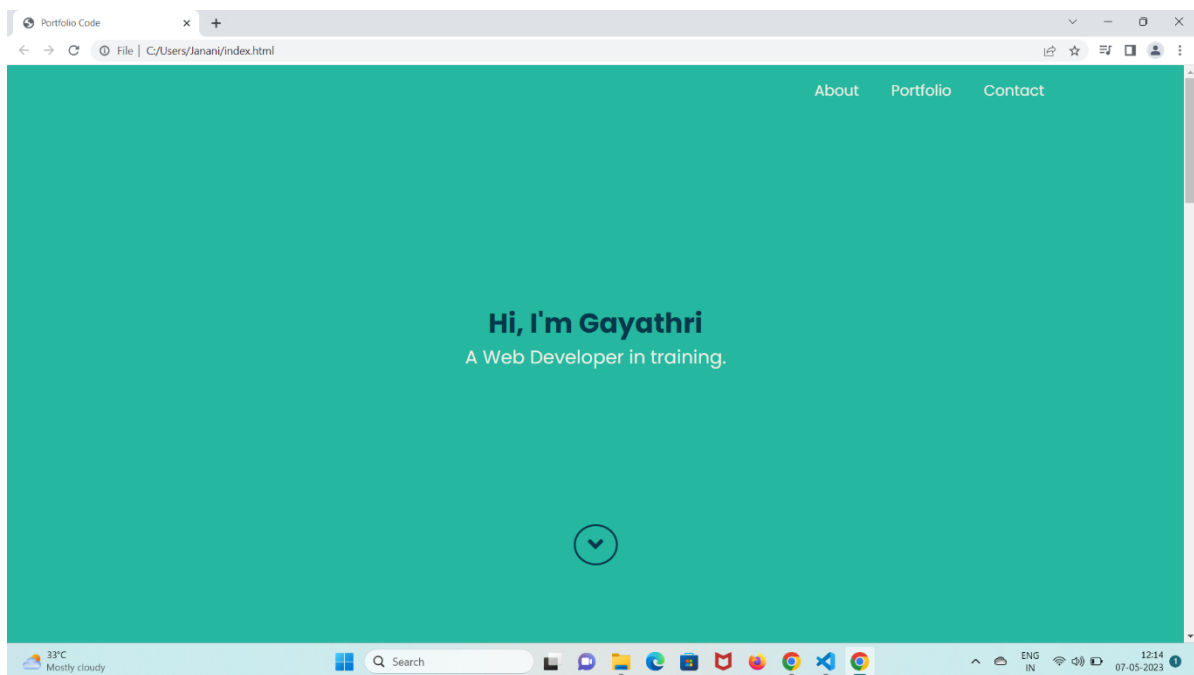 Portfolio Code
File | C:/Users/Janani/index.html
About Portfolio Contact
Hi, I'm Gayathri
A Web Developer in training.
33°C
Mostly cloudy
Search
ENG
IN
12:14
07-05-2023
1